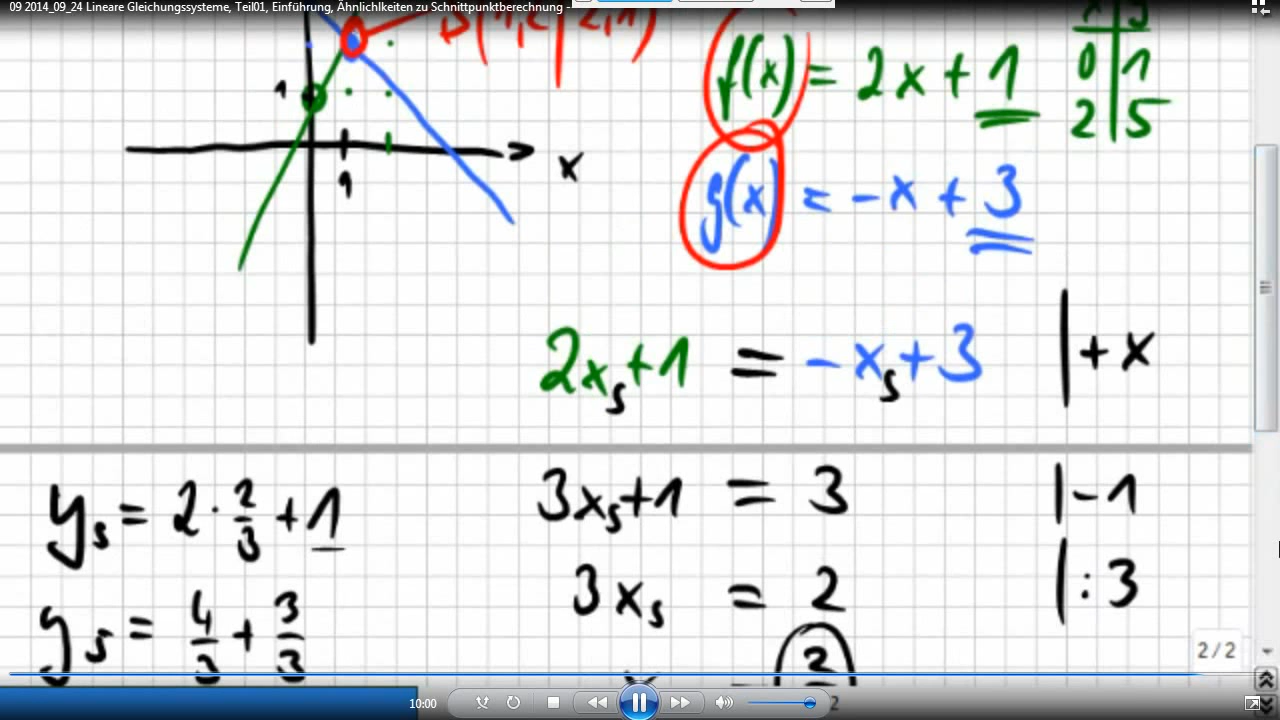 09 2014_09_24 Lineare Gleichungssysteme, Teil01, Einführung, Ähnlichkeiten zu Schnittpunktberechnung -
f(x) = 2x + 1
0 1
2 5
1
x
1
g(x) = -x + 3
2xs+1 = -xs+3 |+x
3xs+1 = 3 |-1
ys = 2·2/3+1
3xs = 2 |:3
ys = 4/3+3/3
2/2
10:00